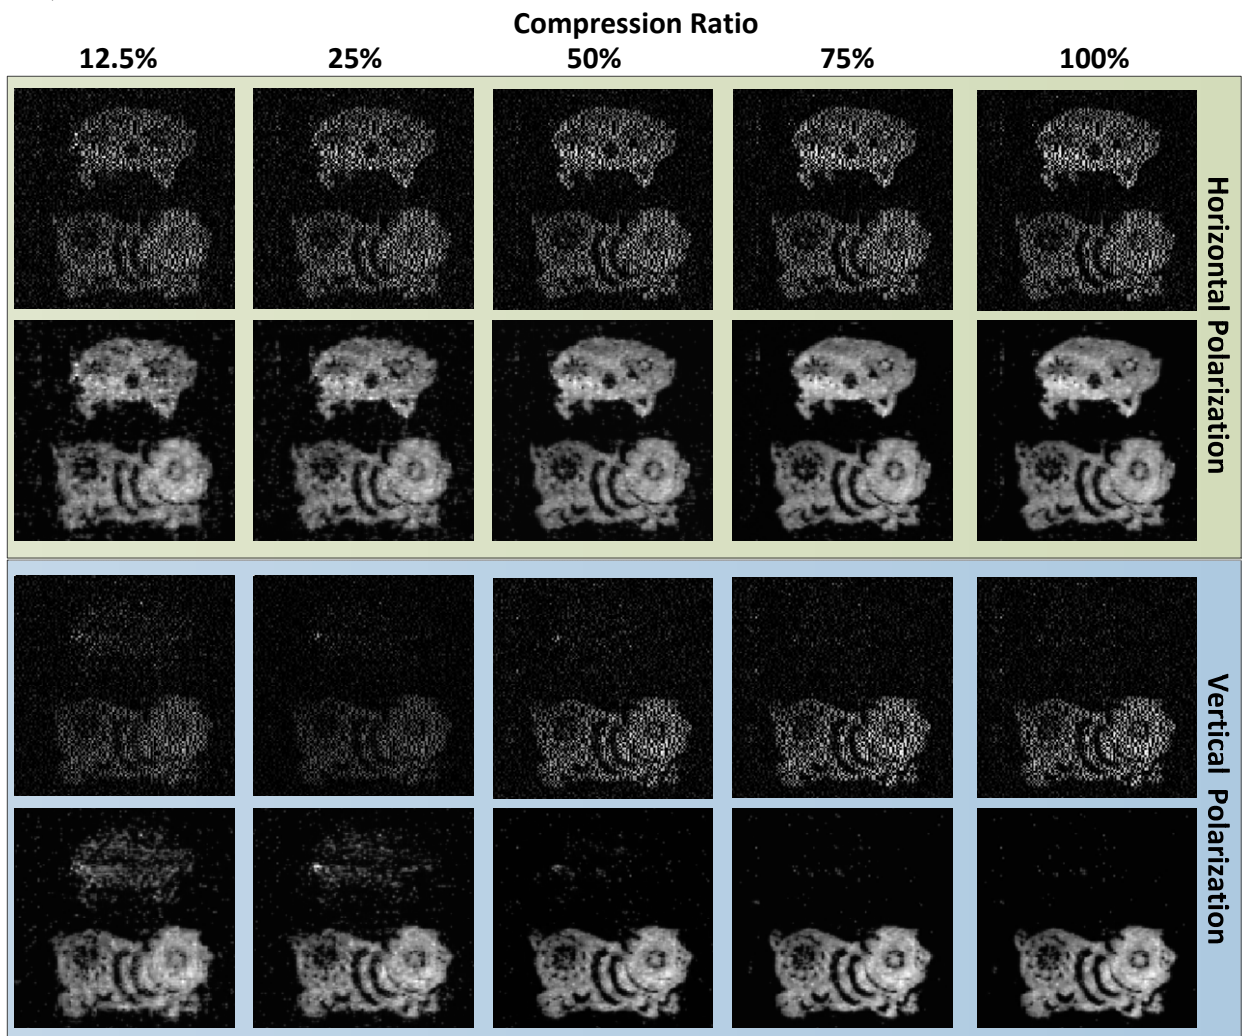 Compression Ratio
12.5% 25% 50% 75% 100%
Horizontal Polarization
Vertical Polarization